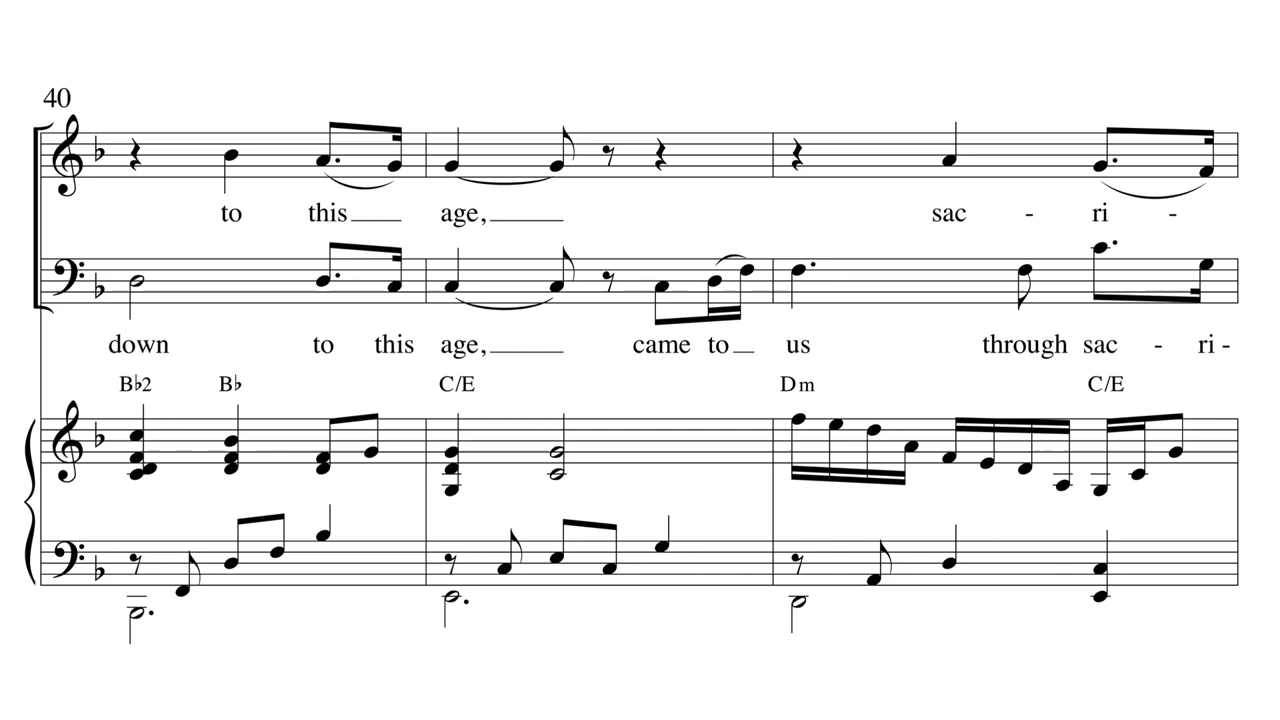 40
to this age, sac - ri -
down to this age, came to us through sac - ri -
B♭2 B♭ C/E Dm C/E